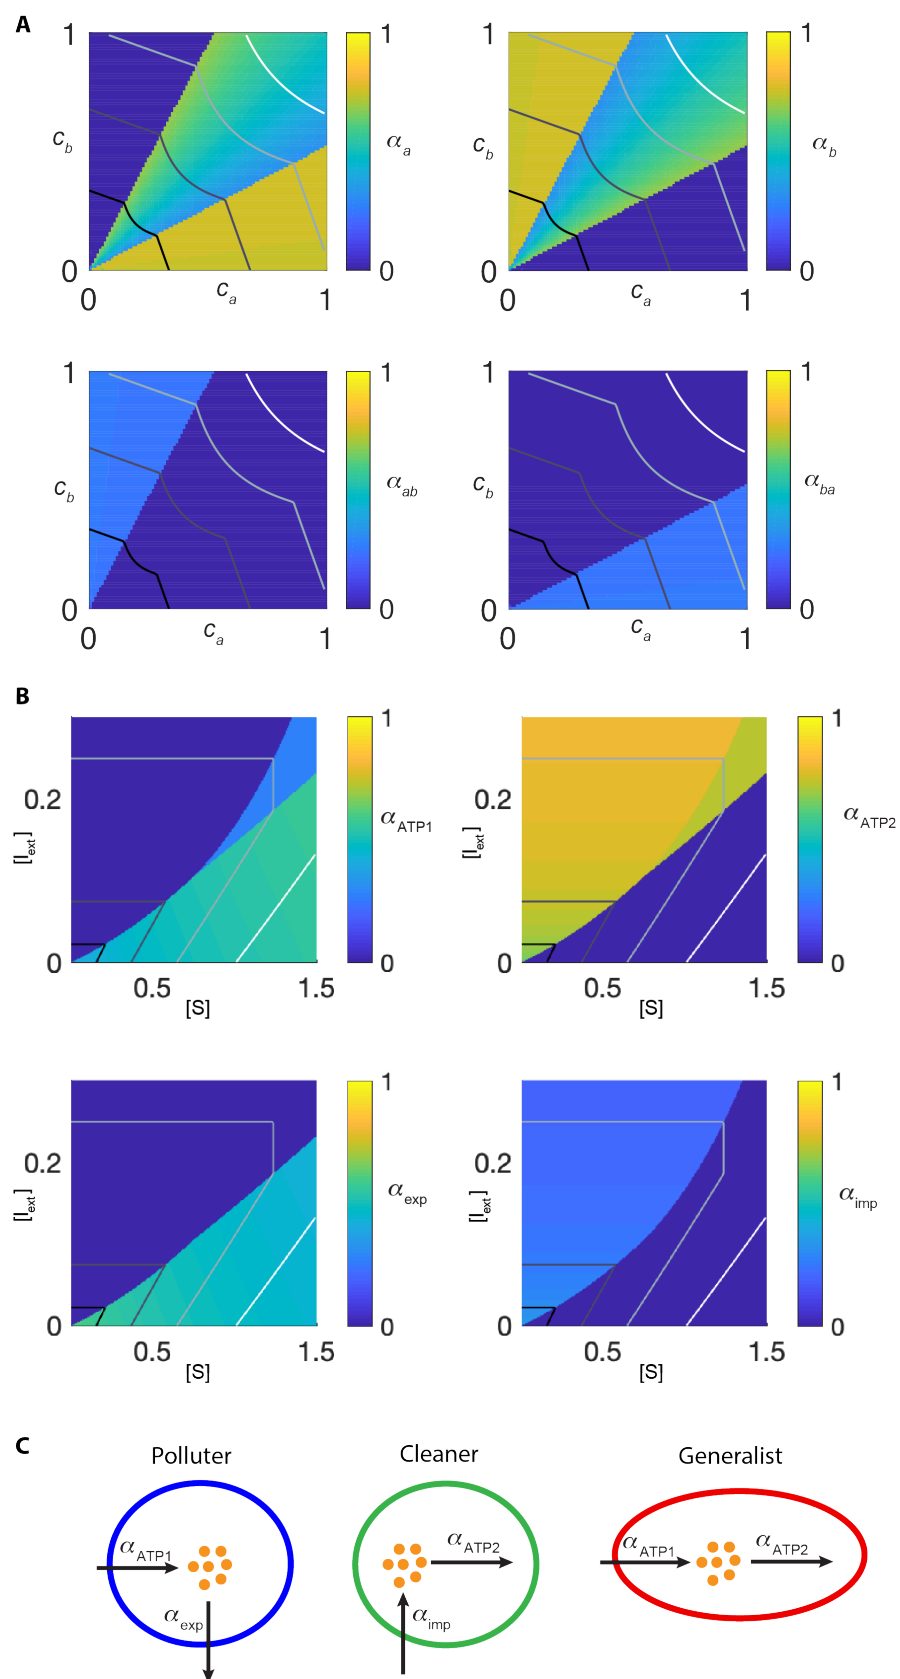 A
1
1
1
1
c_b
α_a
c_b
α_b
0
0
0
0
0
c_a
1
0
c_a
1
1
1
1
1
c_b
α_ab
c_b
α_ba
0
0
0
0
0
c_a
1
0
c_a
1
B
1
1
0.2
α_ATP1
0.2
α_ATP2
[I_ext]
[I_ext]
0
0
0
0
0.5
1.5
0.5
1.5
[S]
[S]
1
1
0.2
α_exp
0.2
α_imp
[I_ext]
[I_ext]
0
0
0
0
0.5
1.5
0.5
1.5
[S]
[S]
C
Polluter
Cleaner
Generalist
α_ATP1
α_ATP2
α_ATP1
α_ATP2
α_exp
α_imp